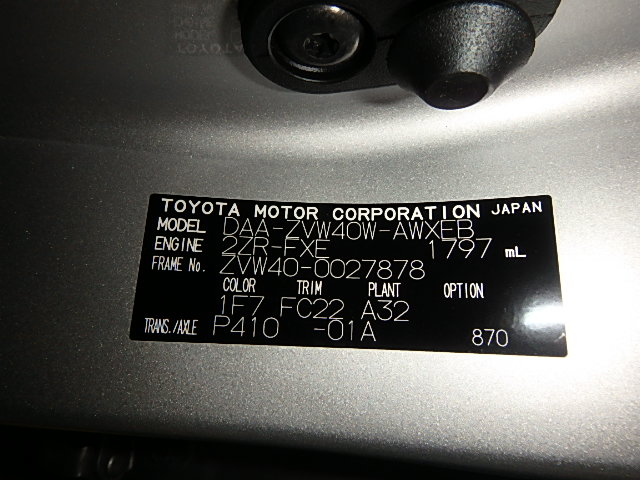 TOYOTA MOTOR CORPORATION JAPAN
MODEL DAA-ZVW40W-AWXEB
ENGINE 2ZR-FXE 1797 mL
FRAME No. ZVW40-0027878
COLOR TRIM PLANT OPTION
1F7 FC22 A32
TRANS./AXLE P410 -01A 870